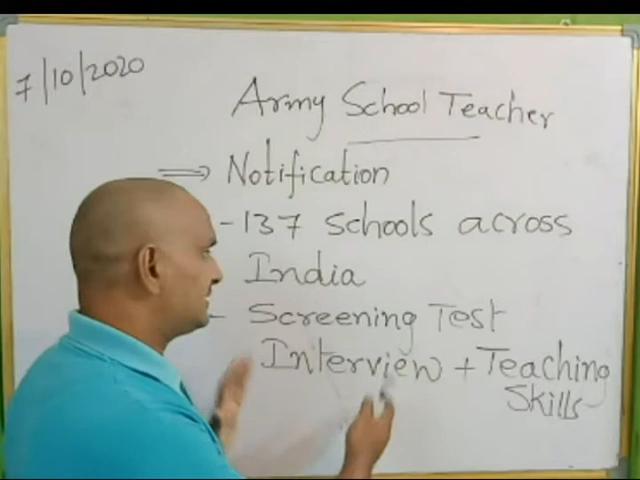 7/10/2020
Army School Teacher
⇒ Notification
- 137 Schools across
India
- Screening Test
Interview + Teaching
Skills